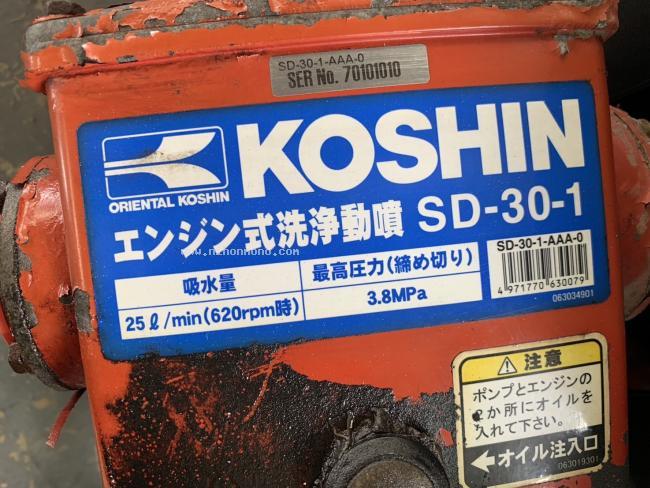 SD-30-1-AAA-0
SER No. 70101010
KOSHIN
ORIENTAL KOSHIN
エンジン式洗浄動噴 SD-30-1
www.nihonmono.com
吸水量
最高圧力(締め切り)
25ℓ/min(620rpm時)
3.8MPa
SD-30-1-AAA-0
4 971770 630079
063034901
注意
ポンプとエンジンの
2か所にオイルを
入れて下さい。
←オイル注入口
063019301